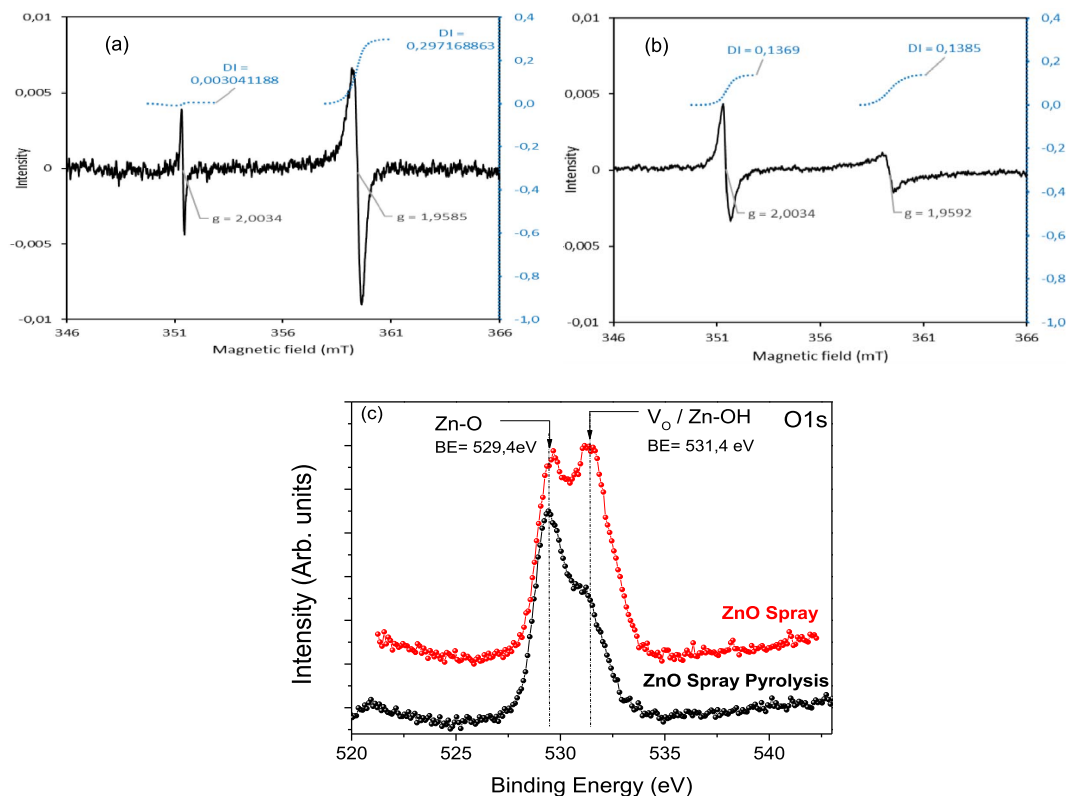 0,01
0,005
0
-0,005
-0,01
Intensity
(a)
DI =
0,003041188
DI =
0,297168863
g = 2,0034
g = 1,9585
0,4
0,2
0,0
-0,2
-0,4
-0,6
-0,8
-1,0
346
351
356
361
366
Magnetic field (mT)
0,01
0,005
0
-0,005
-0,01
Intensity
(b)
DI = 0,1369
DI = 0,1385
g = 2,0034
g = 1,9592
0,4
0,2
0,0
-0,2
-0,4
-0,6
-0,8
-1,0
346
351
356
361
366
Magnetic field (mT)
(c)
Zn-O
BE= 529,4eV
VO / Zn-OH
BE= 531,4 eV
O1s
Intensity (Arb. units)
ZnO Spray
ZnO Spray Pyrolysis
520
525
530
535
540
Binding Energy (eV)